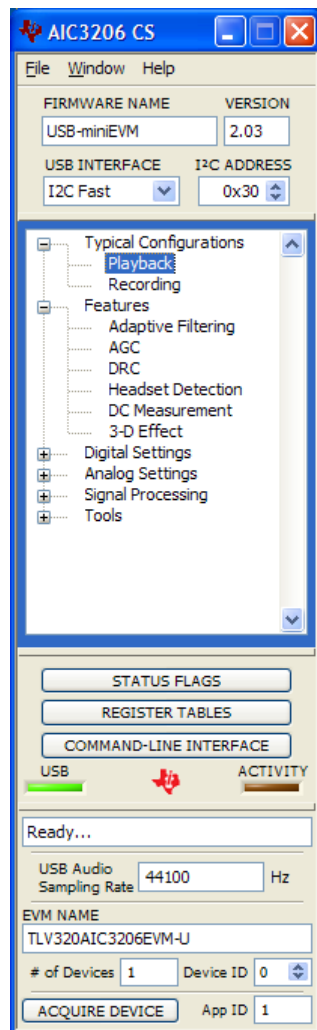 AIC3206 CS
File Window Help
FIRMWARE NAME VERSION
USB-miniEVM 2.03
USB INTERFACE I²C ADDRESS
I2C Fast 0x30
Typical Configurations
Playback
Recording
Features
Adaptive Filtering
AGC
DRC
Headset Detection
DC Measurement
3-D Effect
Digital Settings
Analog Settings
Signal Processing
Tools
STATUS FLAGS
REGISTER TABLES
COMMAND-LINE INTERFACE
USB ACTIVITY
Ready...
USB Audio
Sampling Rate 44100 Hz
EVM NAME
TLV320AIC3206EVM-U
# of Devices 1 Device ID 0
ACQUIRE DEVICE App ID 1